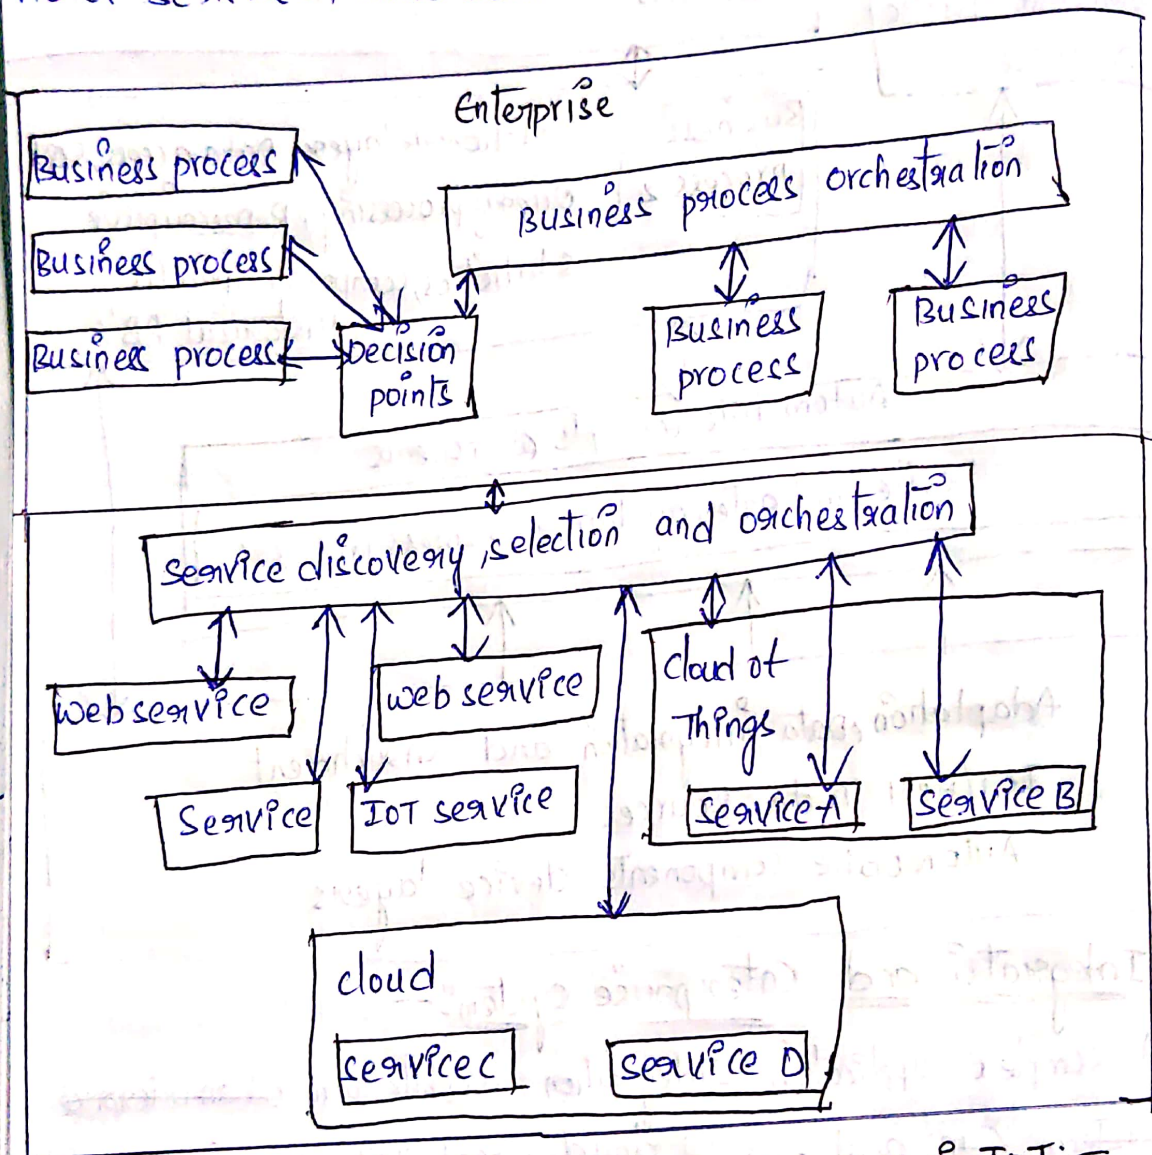 Enterprise
Business process
Business process orchestration
Business process
Business process
Decision
points
Business
process
Business
process
Service discovery, selection and orchestration
web service
web service
Service
IOT service
Cloud of
Things
Service A
Service B
cloud
service C
service D